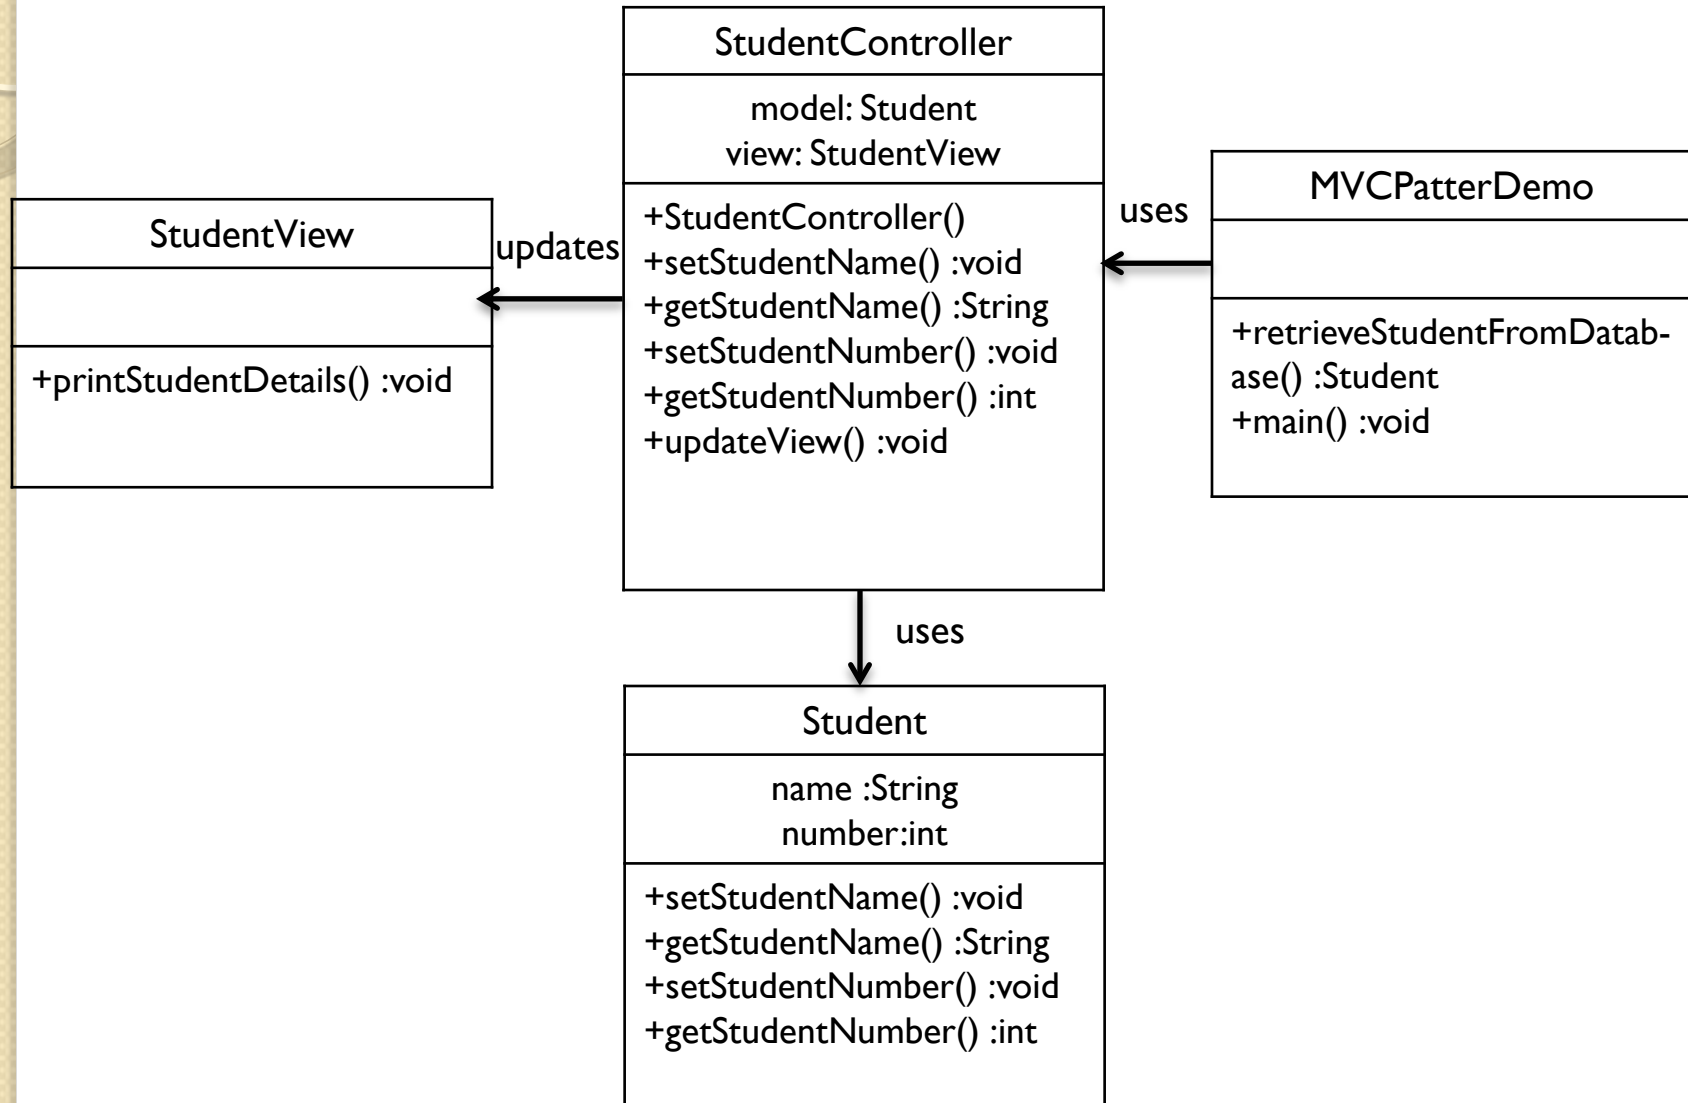 StudentController
model: Student
view: StudentView
+StudentController()
+setStudentName() :void
+getStudentName() :String
+setStudentNumber() :void
+getStudentNumber() :int
+updateView() :void
StudentView
+printStudentDetails() :void
updates
uses
MVCPatterDemo
+retrieveStudentFromDatab-
ase() :Student
+main() :void
uses
Student
name :String
number:int
+setStudentName() :void
+getStudentName() :String
+setStudentNumber() :void
+getStudentNumber() :int